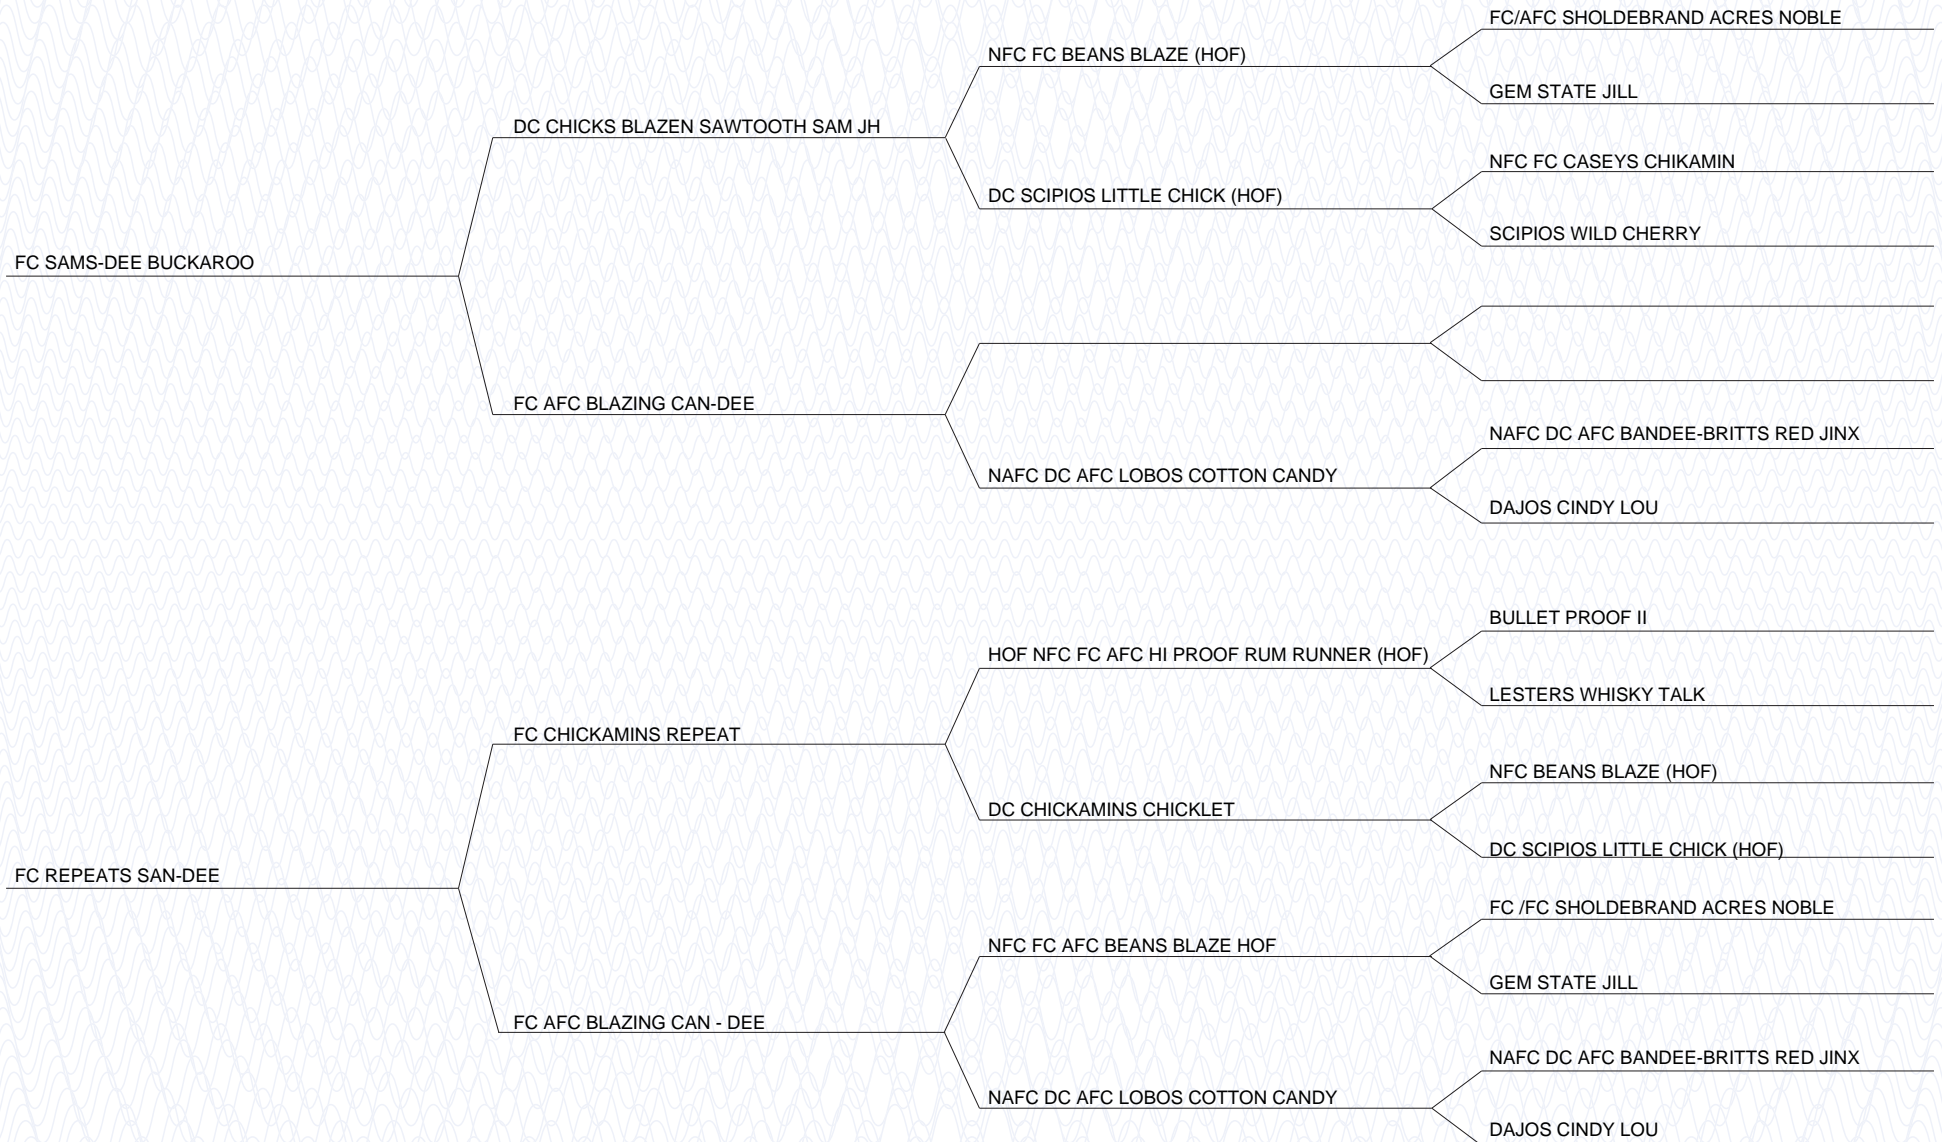 FC/AFC SHOLDEBRAND ACRES NOBLE
NFC FC BEANS BLAZE (HOF)
GEM STATE JILL
DC CHICKS BLAZEN SAWTOOTH SAM JH
NFC FC CASEYS CHIKAMIN
DC SCIPIOS LITTLE CHICK (HOF)
SCIPIOS WILD CHERRY
FC SAMS-DEE BUCKAROO
FC AFC BLAZING CAN-DEE
NAFC DC AFC BANDEE-BRITTS RED JINX
NAFC DC AFC LOBOS COTTON CANDY
DAJOS CINDY LOU
BULLET PROOF II
HOF NFC FC AFC HI PROOF RUM RUNNER (HOF)
LESTERS WHISKY TALK
FC CHICKAMINS REPEAT
NFC BEANS BLAZE (HOF)
DC CHICKAMINS CHICKLET
DC SCIPIOS LITTLE CHICK (HOF)
FC REPEATS SAN-DEE
FC /FC SHOLDEBRAND ACRES NOBLE
NFC FC AFC BEANS BLAZE HOF
GEM STATE JILL
FC AFC BLAZING CAN - DEE
NAFC DC AFC BANDEE-BRITTS RED JINX
NAFC DC AFC LOBOS COTTON CANDY
DAJOS CINDY LOU